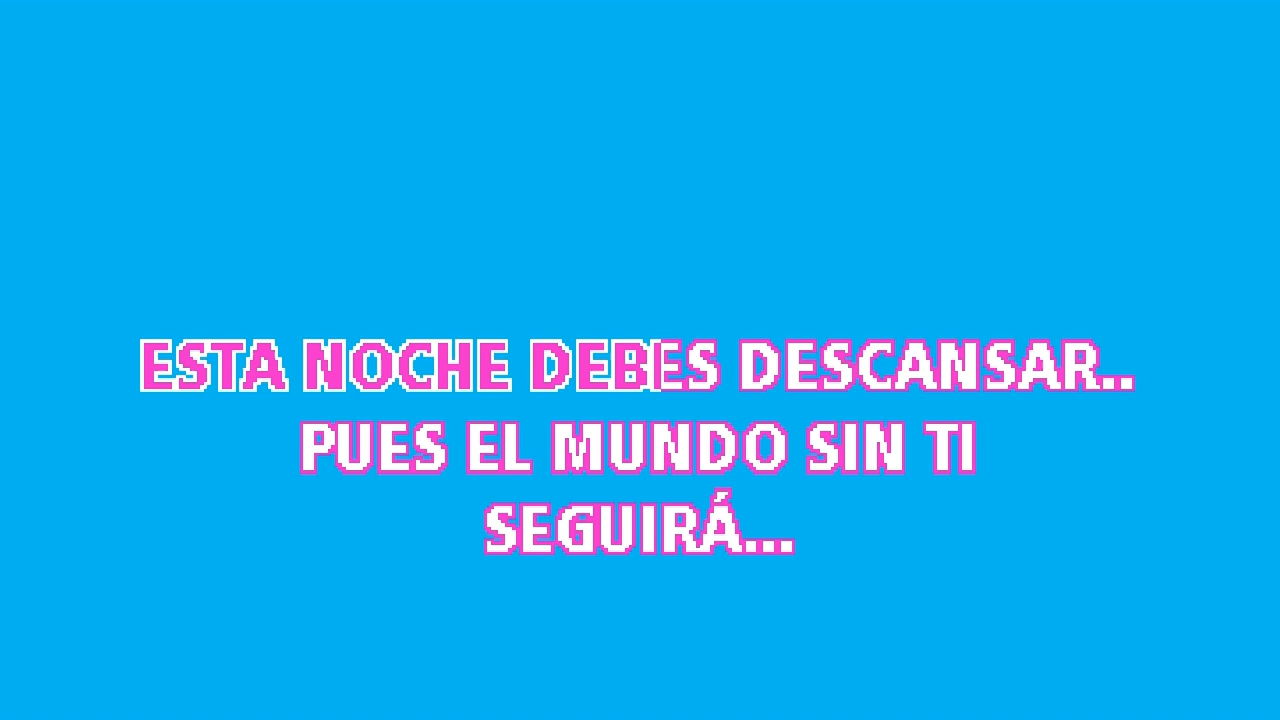 ESTA NOCHE DEBES DESCANSAR..
PUES EL MUNDO SIN TI
SEGUIRÁ...